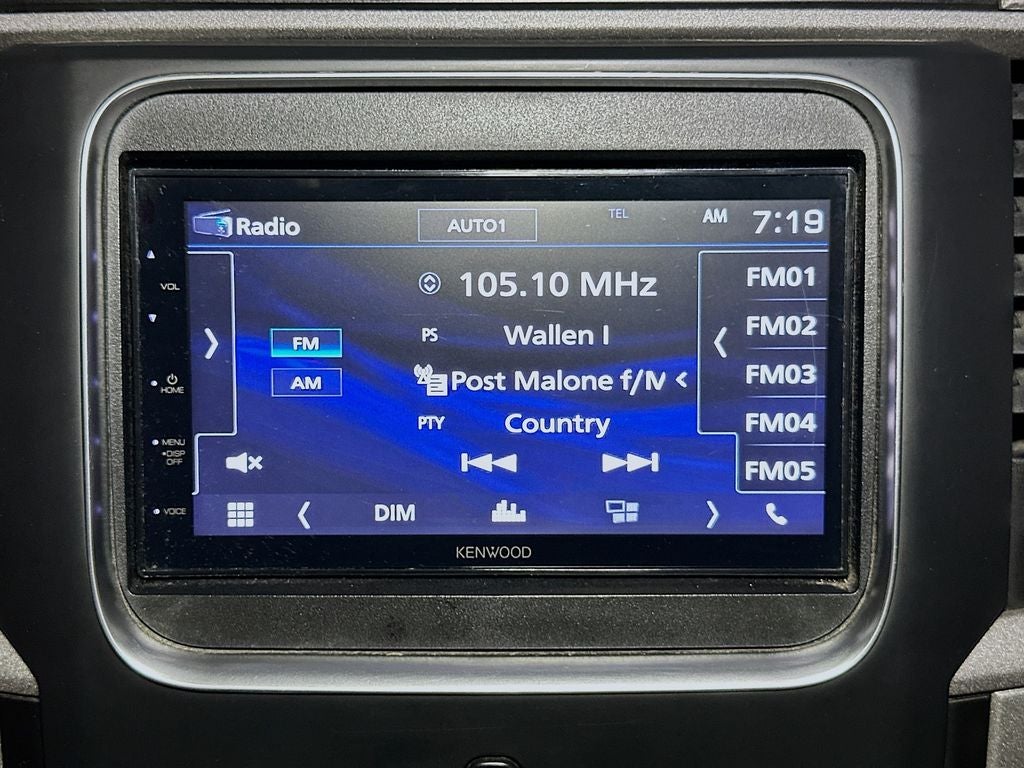 Radio
AUTO1
TEL
AM 7:19
105.10 MHz
PS Wallen I
Post Malone f/M
PTY Country
FM
AM
FM01
FM02
FM03
FM04
FM05
DIM
VOL
HOME
MENU
•DISP
OFF
VOICE
KENWOOD